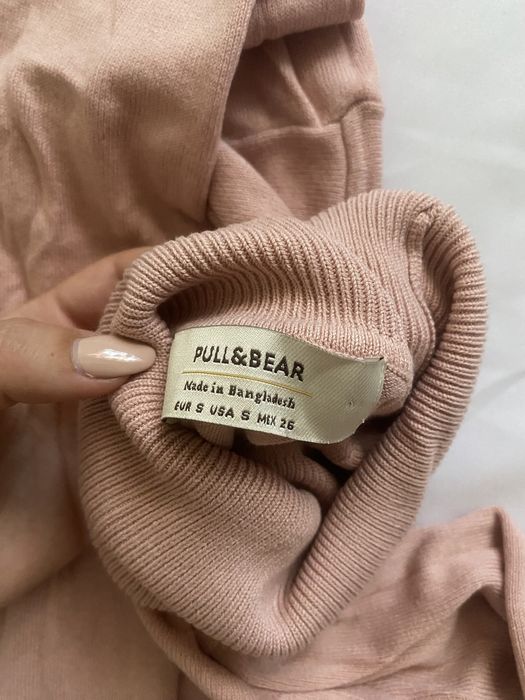 PULL&BEAR
Made in Bangladesh
EUR S USA S MEX 26